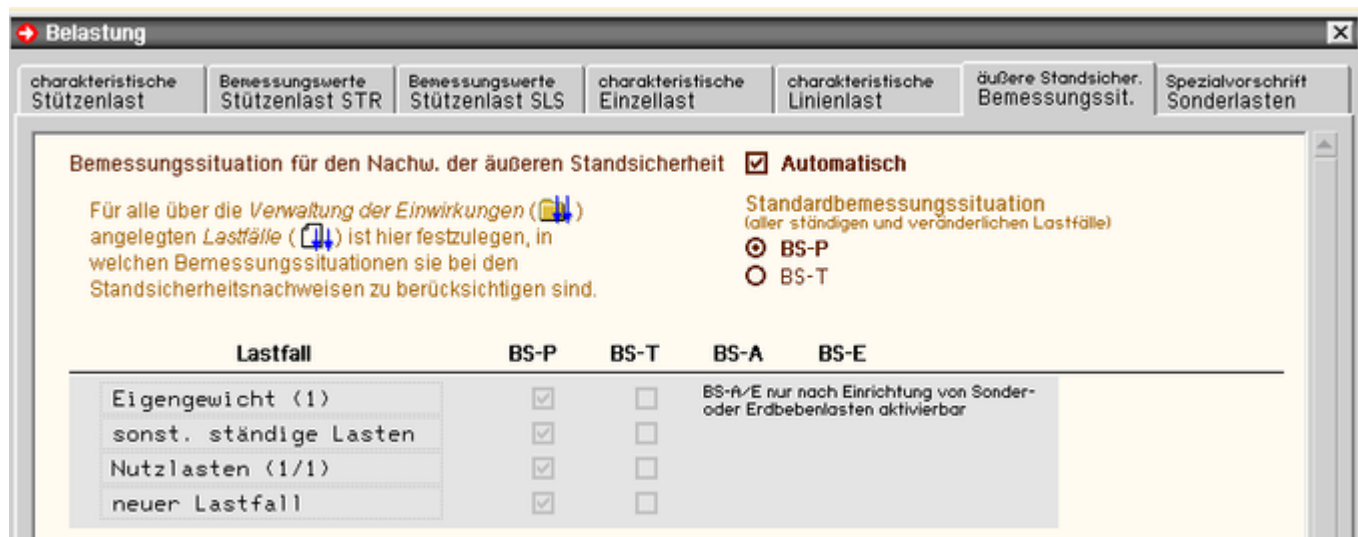 Belastung
charakteristische Stützenlast
Bemessungswerte Stützenlast STR
Bemessungswerte Stützenlast SLS
charakteristische Einzellast
charakteristische Linienlast
äußere Standsicher. Bemessungssit.
Spezialvorschrift Sonderlasten
Bemessungssituation für den Nachw. der äußeren Standsicherheit Automatisch
Für alle über die Verwaltung der Einwirkungen ( )
angelegten Lastfälle ( ) ist hier festzulegen, in
welchen Bemessungssituationen sie bei den
Standsicherheitsnachweisen zu berücksichtigen sind.
Standardbemessungssituation
(aller ständigen und veränderlichen Lastfälle)
BS-P
BS-T
Lastfall BS-P BS-T BS-A BS-E
Eigengewicht (1)
sonst. ständige Lasten
Nutzlasten (1/1)
neuer Lastfall
BS-A/E nur nach Einrichtung von Sonder-
oder Erdbebenlasten aktivierbar